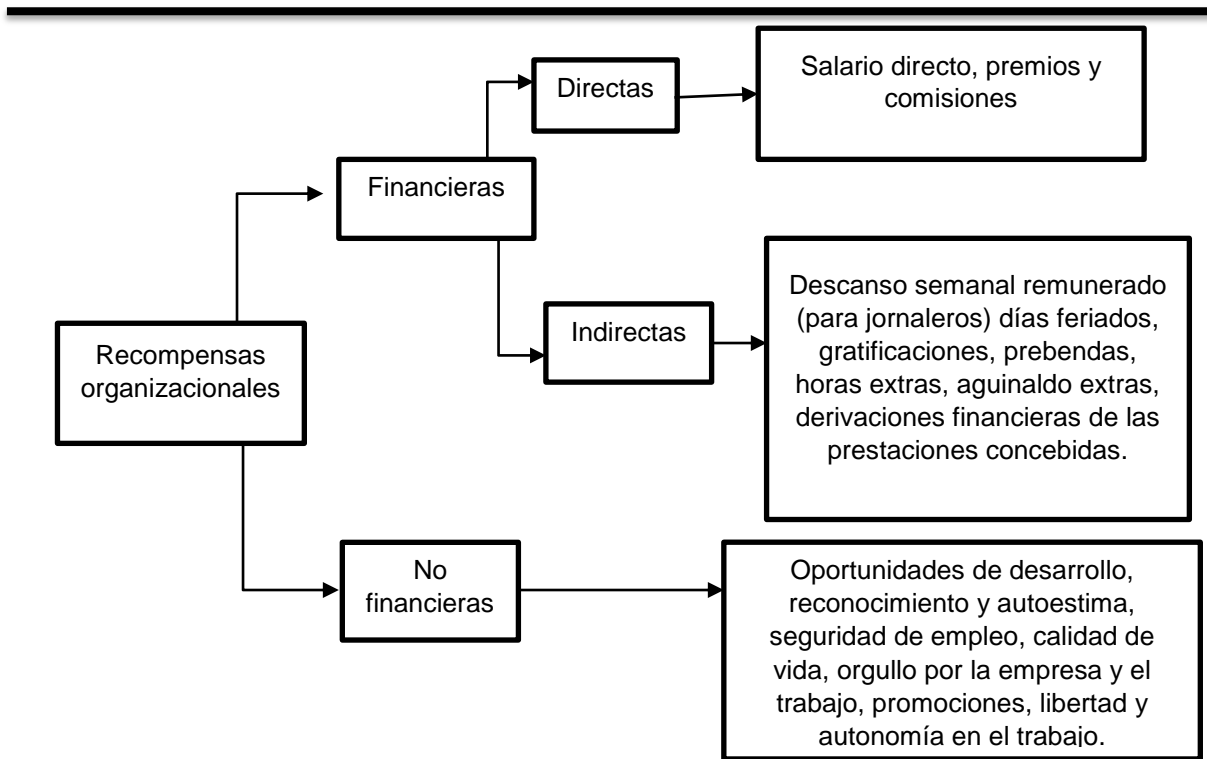 Recompensas
organizacionales
Financieras
Directas
Salario directo, premios y
comisiones
Indirectas
Descanso semanal remunerado
(para jornaleros) días feriados,
gratificaciones, prebendas,
horas extras, aguinaldo extras,
derivaciones financieras de las
prestaciones concebidas.
No
financieras
Oportunidades de desarrollo,
reconocimiento y autoestima,
seguridad de empleo, calidad de
vida, orgullo por la empresa y el
trabajo, promociones, libertad y
autonomía en el trabajo.